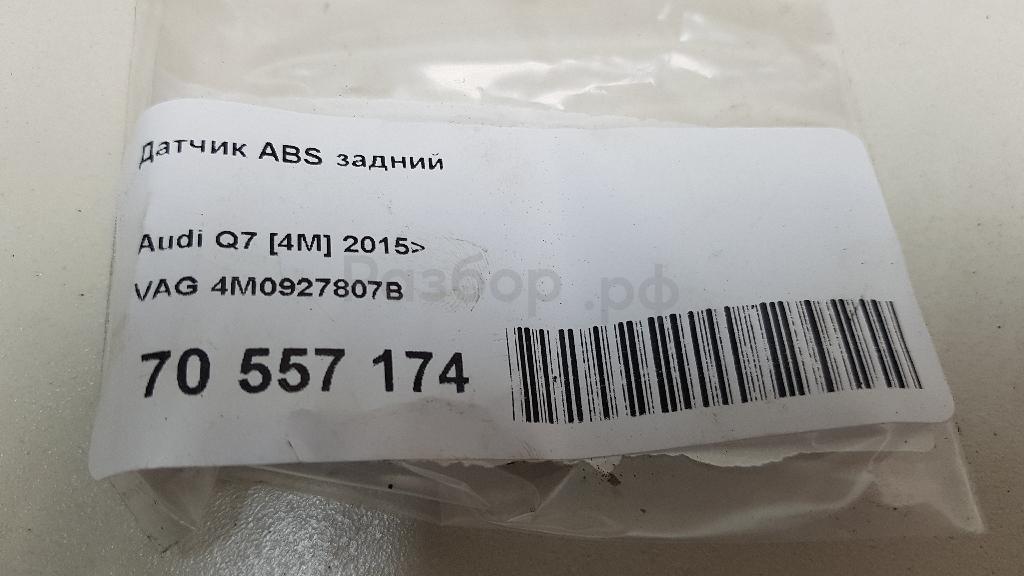 Датчик ABS задний
Audi Q7 [4M] 2015>
VAG 4M0927807B
Разбор.рф
70 557 174